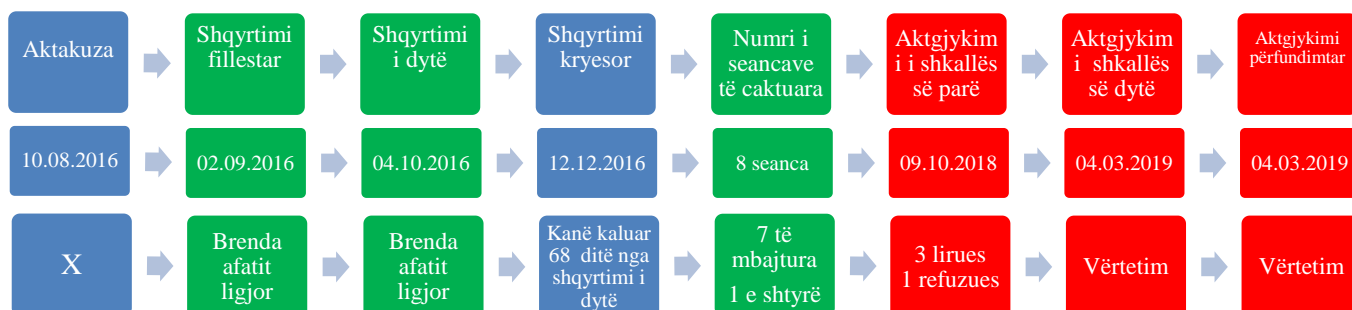 Aktakuza
Shqyrtimi
fillestar
Shqyrtimi
i dytë
Shqyrtimi
kryesor
Numri i
seancave
të caktuara
Aktgjykim
i i shkallës
së parë
Aktgjykim
i shkallës
së dytë
Aktgjykimi
përfundimtar
10.08.2016
02.09.2016
04.10.2016
12.12.2016
8 seanca
09.10.2018
04.03.2019
04.03.2019
X
Brenda
afatit
ligjor
Brenda
afatit
ligjor
Kanë kaluar
68 ditë nga
shqyrtimi i
dytë
7 të
mbajtura
1 e shtyrë
3 lirues
1 refuzues
Vërtetim
Vërtetim